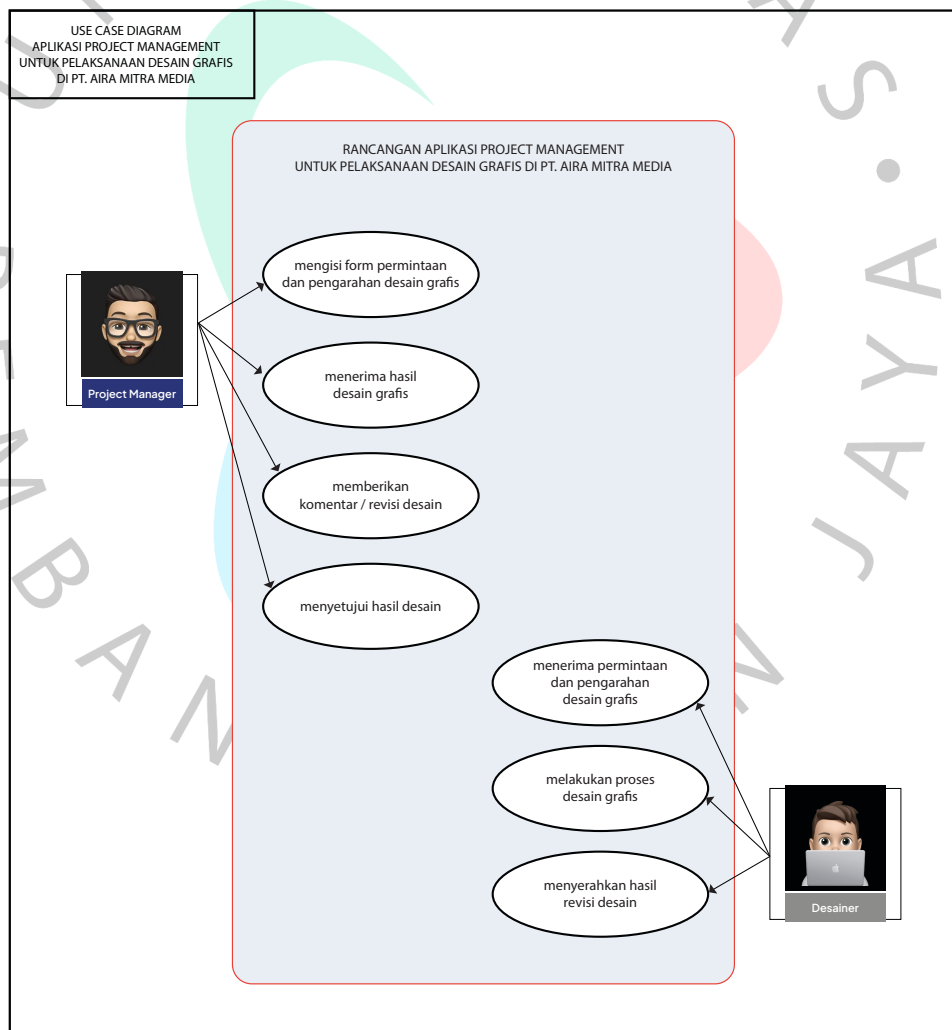 USE CASE DIAGRAM
APLIKASI PROJECT MANAGEMENT
UNTUK PELAKSANAAN DESAIN GRAFIS
DI PT. AIRA MITRA MEDIA
RANCANGAN APLIKASI PROJECT MANAGEMENT
UNTUK PELAKSANAAN DESAIN GRAFIS DI PT. AIRA MITRA MEDIA
mengisi form permintaan
dan pengarahan desain grafis
Project Manager
menerima hasil
desain grafis
memberikan
komentar / revisi desain
menyetujui hasil desain
menerima permintaan
dan pengarahan
desain grafis
melakukan proses
desain grafis
menyerahkan hasil
revisi desain
Desainer
JAYA